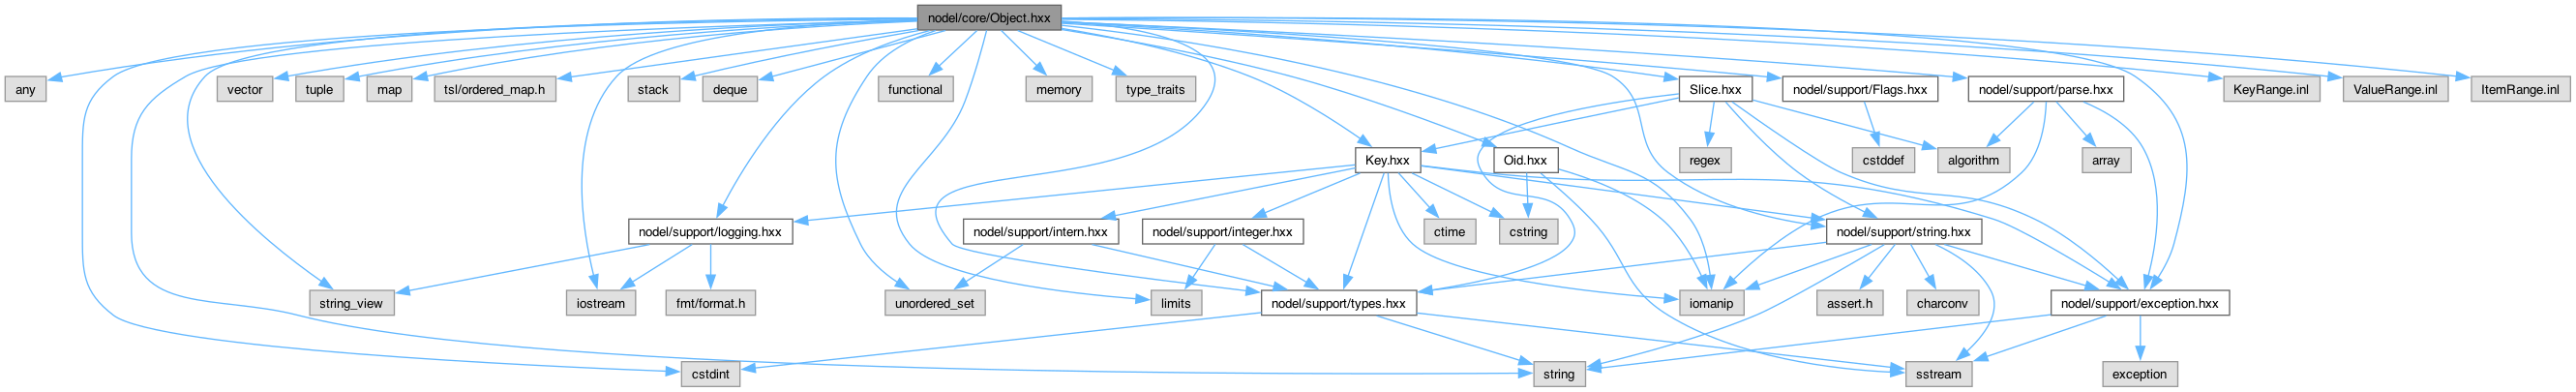 nodel/core/Object.hxx
any
vector
tuple
map
tsl/ordered_map.h
stack
deque
functional
memory
type_traits
Slice.hxx
nodel/support/Flags.hxx
nodel/support/parse.hxx
KeyRange.inl
ValueRange.inl
ItemRange.inl
Key.hxx
Oid.hxx
regex
cstddef
algorithm
array
nodel/support/logging.hxx
nodel/support/intern.hxx
nodel/support/integer.hxx
ctime
cstring
nodel/support/string.hxx
string_view
iostream
fmt/format.h
unordered_set
limits
nodel/support/types.hxx
iomanip
assert.h
charconv
nodel/support/exception.hxx
cstdint
string
sstream
exception